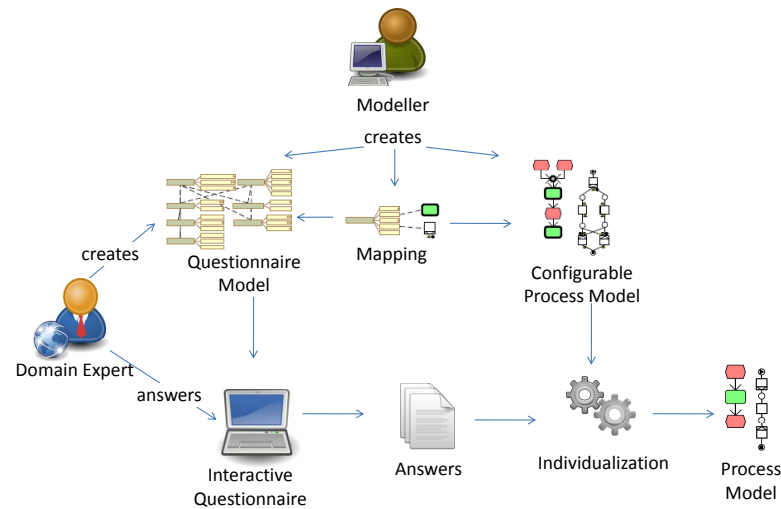 Modeller
creates
creates
Questionnaire
Model
Mapping
Configurable
Process Model
Domain Expert
answers
Interactive
Questionnaire
Answers
Individualization
Process
Model